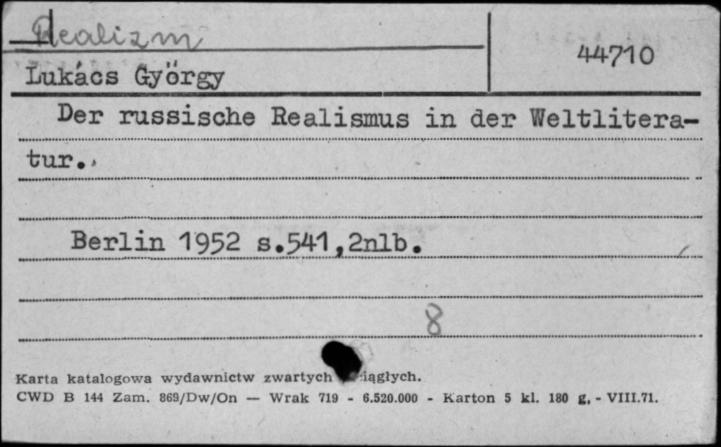 Realizm
44710
Lukács György
Der russische Realismus in der Weltlitera-
tur.
Berlin 1952 s.541,2nlb.
8
Karta katalogowa wydawnictw zwartych ciągłych.
CWD B 144 Zam. 869/Dw/On — Wrak 719 - 6.520.000 - Karton 5 kl. 180 g, - VIII.71.